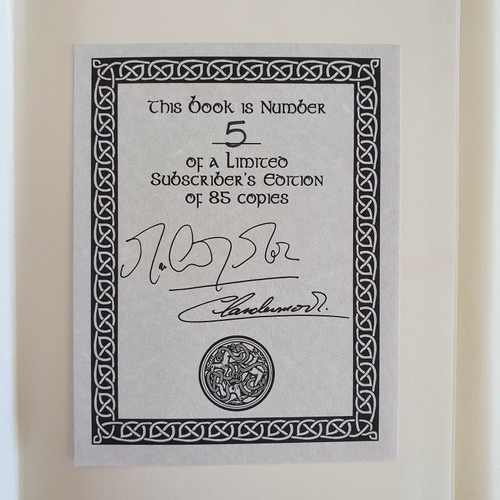 This Book is Number
5
of a Limited
Subscriber's Edition
of 85 copies